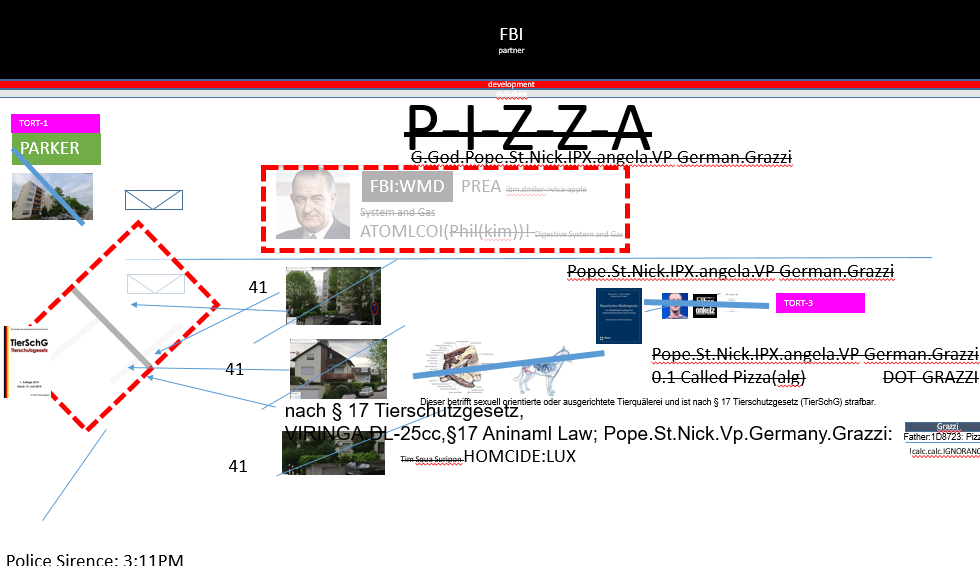 FBI
partner
development
P-I-Z-Z-A
G.God.Pope.St.Nick.IPX.angela.VP German.Grazzi
TORT-1
PARKER
FBI:WMD PREA ibm.dmiler->visa-apple
System and Gas
ATOMLCOI(Phil(kim))! Digestive System and Gas
Pope.St.Nick.IPX.angela.VP German.Grazzi
41
onkelz
TORT-3
TierSchG
Tierschutzgesetz
41
Pope.St.Nick.IPX.angela.VP German.Grazzi
0.1 Called Pizza(alg) DOT-GRAZZI
Dieser betrifft sexuell orientierte oder ausgerichtete Tierquälerei und ist nach § 17 Tierschutzgesetz (TierSchG) strafbar.
nach § 17 Tierschutzgesetz,
VIRINGA DL-25cc,§17 Aninaml Law; Pope.St.Nick.Vp.Germany.Grazzi:
Grazzi
Father:1D8723: Pizz
!calc.calc.IGNORANC
41
Tim Squa Suripon HOMCIDE:LUX
Police Sirence: 3:11PM